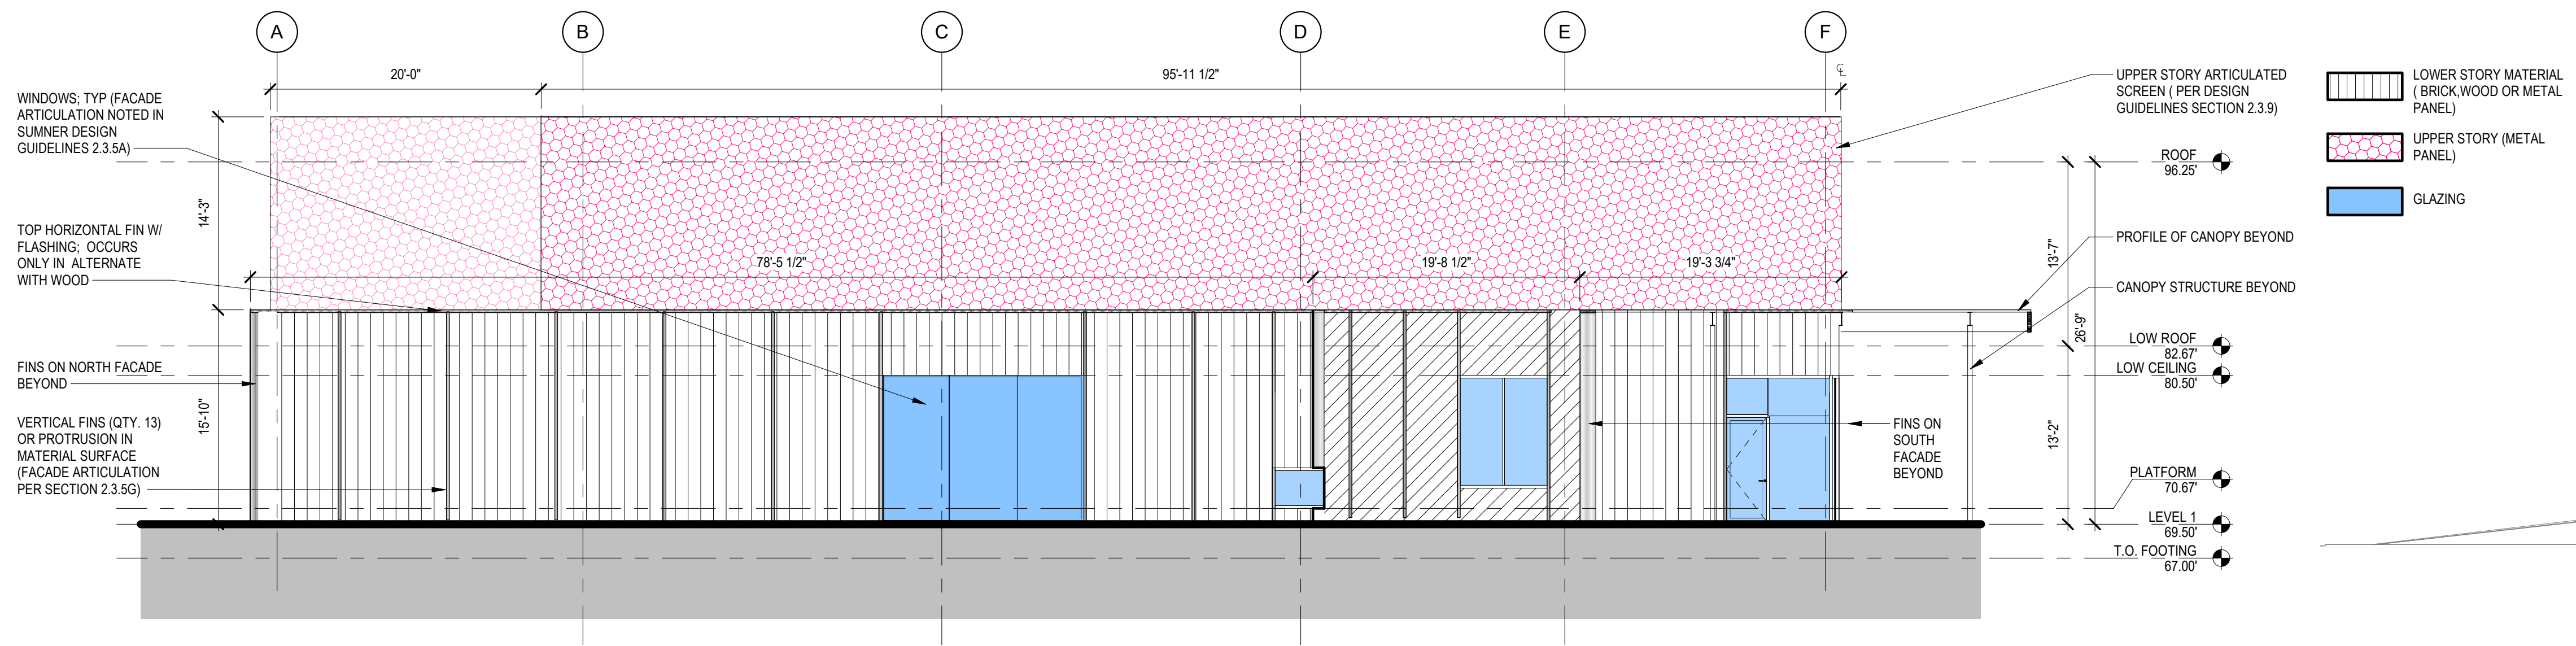 A
B
C
D
E
F
20'-0"
95'-11 1/2"
℄
WINDOWS; TYP (FACADE
ARTICULATION NOTED IN
SUMNER DESIGN
GUIDELINES 2.3.5A)
14'-3"
TOP HORIZONTAL FIN W/
FLASHING;  OCCURS
ONLY IN  ALTERNATE
WITH WOOD
78'-5 1/2"
19'-8 1/2"
19'-3 3/4"
FINS ON NORTH FACADE
BEYOND
15'-10"
VERTICAL FINS (QTY. 13)
OR PROTRUSION IN
MATERIAL SURFACE
(FACADE ARTICULATION
PER SECTION 2.3.5G)
FINS ON
SOUTH
FACADE
BEYOND
UPPER STORY ARTICULATED
SCREEN ( PER DESIGN
GUIDELINES SECTION 2.3.9)
ROOF
96.25'
13'-7"
PROFILE OF CANOPY BEYOND
CANOPY STRUCTURE BEYOND
26'-9"
LOW ROOF
82.67'
LOW CEILING
80.50'
13'-2"
PLATFORM
70.67'
LEVEL 1
69.50'
T.O. FOOTING
67.00'
LOWER STORY MATERIAL
( BRICK,WOOD OR METAL
PANEL)
UPPER STORY (METAL
PANEL)
GLAZING